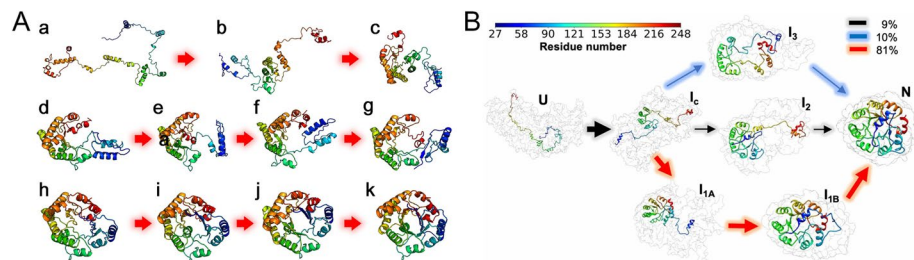 A
a
b
c
d
e
f
g
h
i
j
k
B
27 58 90 121 153 184 216 248
Residue number
9%
10%
81%
U
Ic
I3
I2
N
I1A
I1B